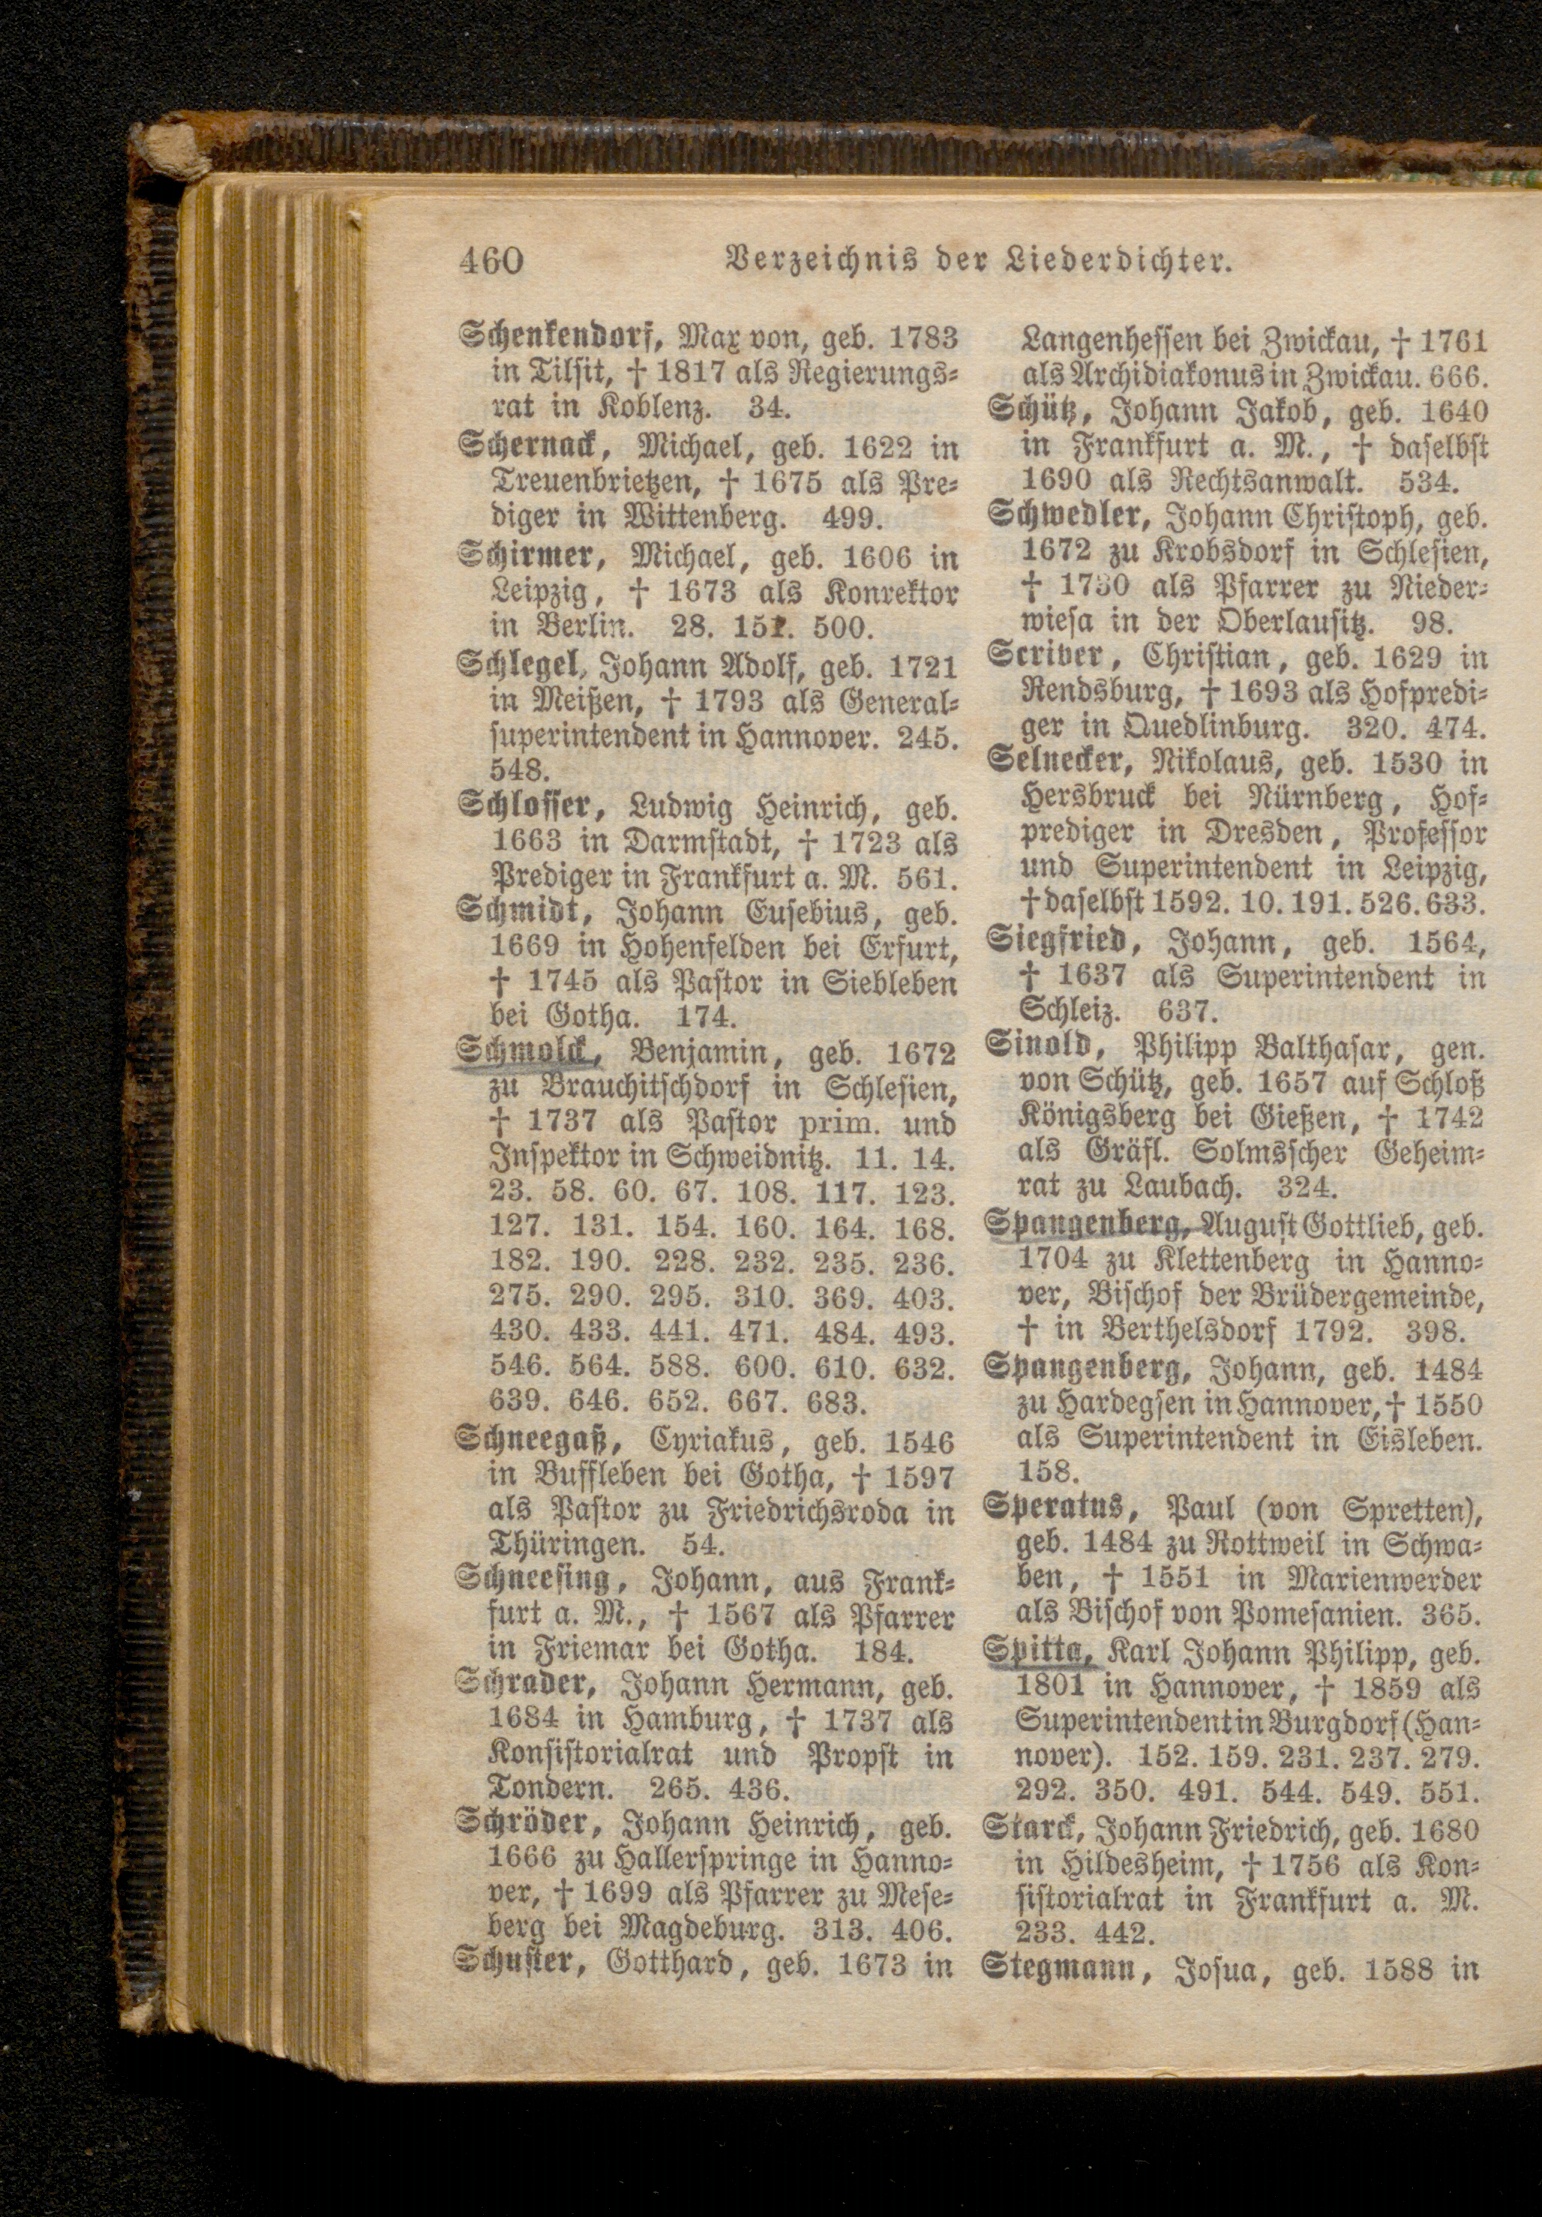 460 Verzeichnis der Liederdichter.
Schenkendorf, Max von, geb. 1783
in Tilsit, † 1817 als Regierungs-
rat in Koblenz. 34.
Schernack, Michael, geb. 1622 in
Treuenbrietzen, † 1675 als Pre-
diger in Wittenberg. 499.
Schirmer, Michael, geb. 1606 in
Leipzig, † 1673 als Konrektor
in Berlin. 28. 151. 500.
Schlegel, Johann Adolf, geb. 1721
in Meißen, † 1793 als General-
superintendent in Hannover. 245.
548.
Schlosser, Ludwig Heinrich, geb.
1663 in Darmstadt, † 1723 als
Prediger in Frankfurt a. M. 561.
Schmidt, Johann Eusebius, geb.
1669 in Hohenfelden bei Erfurt,
† 1745 als Pastor in Siebleben
bei Gotha. 174.
Schmolck, Benjamin, geb. 1672
zu Brauchitschdorf in Schlesien,
† 1737 als Pastor prim. und
Inspektor in Schweidnitz. 11. 14.
23. 58. 60. 67. 108. 117. 123.
127. 131. 154. 160. 164. 168.
182. 190. 228. 232. 235. 236.
275. 290. 295. 310. 369. 403.
430. 433. 441. 471. 484. 493.
546. 564. 588. 600. 610. 632.
639. 646. 652. 667. 683.
Schneegaß, Cyriakus, geb. 1546
in Buffleben bei Gotha, † 1597
als Pastor zu Friedrichsroda in
Thüringen. 54.
Schneesing, Johann, aus Frank-
furt a. M., † 1567 als Pfarrer
in Friemar bei Gotha. 184.
Schrader, Johann Hermann, geb.
1684 in Hamburg, † 1737 als
Konsistorialrat und Propst in
Tondern. 265. 436.
Schröder, Johann Heinrich, geb.
1666 zu Hallerspringe in Hanno-
ver, † 1699 als Pfarrer zu Mese-
berg bei Magdeburg. 313. 406.
Schuster, Gotthard, geb. 1673 in
Langenhessen bei Zwickau, † 1761
als Archidiakonus in Zwickau. 666.
Schütz, Johann Jakob, geb. 1640
in Frankfurt a. M., † daselbst
1690 als Rechtsanwalt. 534.
Schwedler, Johann Christoph, geb.
1672 zu Krobsdorf in Schlesien,
† 1730 als Pfarrer zu Nieder-
wiesa in der Oberlausitz. 98.
Scriver, Christian, geb. 1629 in
Rendsburg, † 1693 als Hofpredi-
ger in Quedlinburg. 320. 474.
Selnecker, Nikolaus, geb. 1530 in
Hersbruck bei Nürnberg, Hof-
prediger in Dresden, Professor
und Superintendent in Leipzig,
† daselbst 1592. 10. 191. 526. 633.
Siegfried, Johann, geb. 1564,
† 1637 als Superintendent in
Schleiz. 637.
Sinold, Philipp Balthasar, gen.
von Schütz, geb. 1657 auf Schloß
Königsberg bei Gießen, † 1742
als Gräfl. Solmsscher Geheim-
rat zu Laubach. 324.
Spangenberg, August Gottlieb, geb.
1704 zu Klettenberg in Hanno-
ver, Bischof der Brüdergemeinde,
† in Berthelsdorf 1792. 398.
Spangenberg, Johann, geb. 1484
zu Hardegsen in Hannover, † 1550
als Superintendent in Eisleben.
158.
Speratus, Paul (von Spretten),
geb. 1484 zu Rottweil in Schwa-
ben, † 1551 in Marienwerder
als Bischof von Pomesanien. 365.
Spitta, Karl Johann Philipp, geb.
1801 in Hannover, † 1859 als
Superintendent in Burgdorf (Han-
nover). 152. 159. 231. 237. 279.
292. 350. 491. 544. 549. 551.
Starck, Johann Friedrich, geb. 1680
in Hildesheim, † 1756 als Kon-
sistorialrat in Frankfurt a. M.
233. 442.
Stegmann, Josua, geb. 1588 in